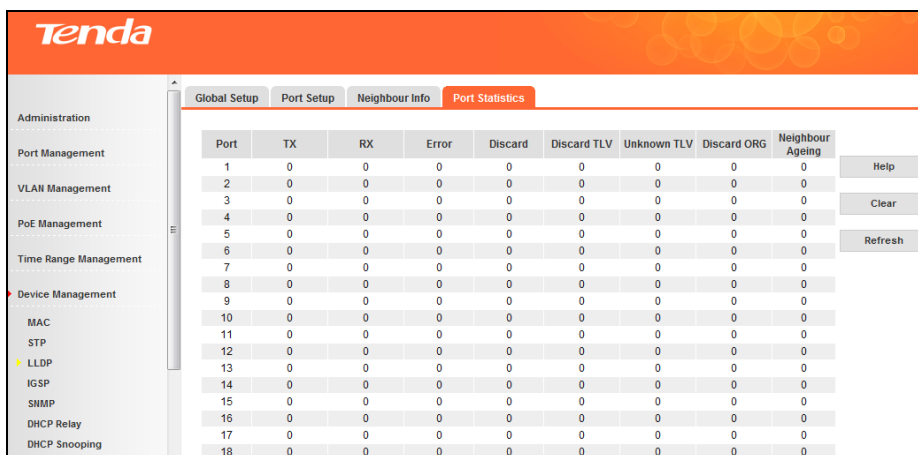 Tenda
Global Setup Port Setup Neighbour Info Port Statistics
Administration
Port Management
VLAN Management
PoE Management
Time Range Management
Device Management
MAC
STP
LLDP
IGSP
SNMP
DHCP Relay
DHCP Snooping
Port TX RX Error Discard Discard TLV Unknown TLV Discard ORG Neighbour Ageing
1 0 0 0 0 0 0 0 0
2 0 0 0 0 0 0 0 0
3 0 0 0 0 0 0 0 0
4 0 0 0 0 0 0 0 0
5 0 0 0 0 0 0 0 0
6 0 0 0 0 0 0 0 0
7 0 0 0 0 0 0 0 0
8 0 0 0 0 0 0 0 0
9 0 0 0 0 0 0 0 0
10 0 0 0 0 0 0 0 0
11 0 0 0 0 0 0 0 0
12 0 0 0 0 0 0 0 0
13 0 0 0 0 0 0 0 0
14 0 0 0 0 0 0 0 0
15 0 0 0 0 0 0 0 0
16 0 0 0 0 0 0 0 0
17 0 0 0 0 0 0 0 0
18 0 0 0 0 0 0 0 0
Help
Clear
Refresh